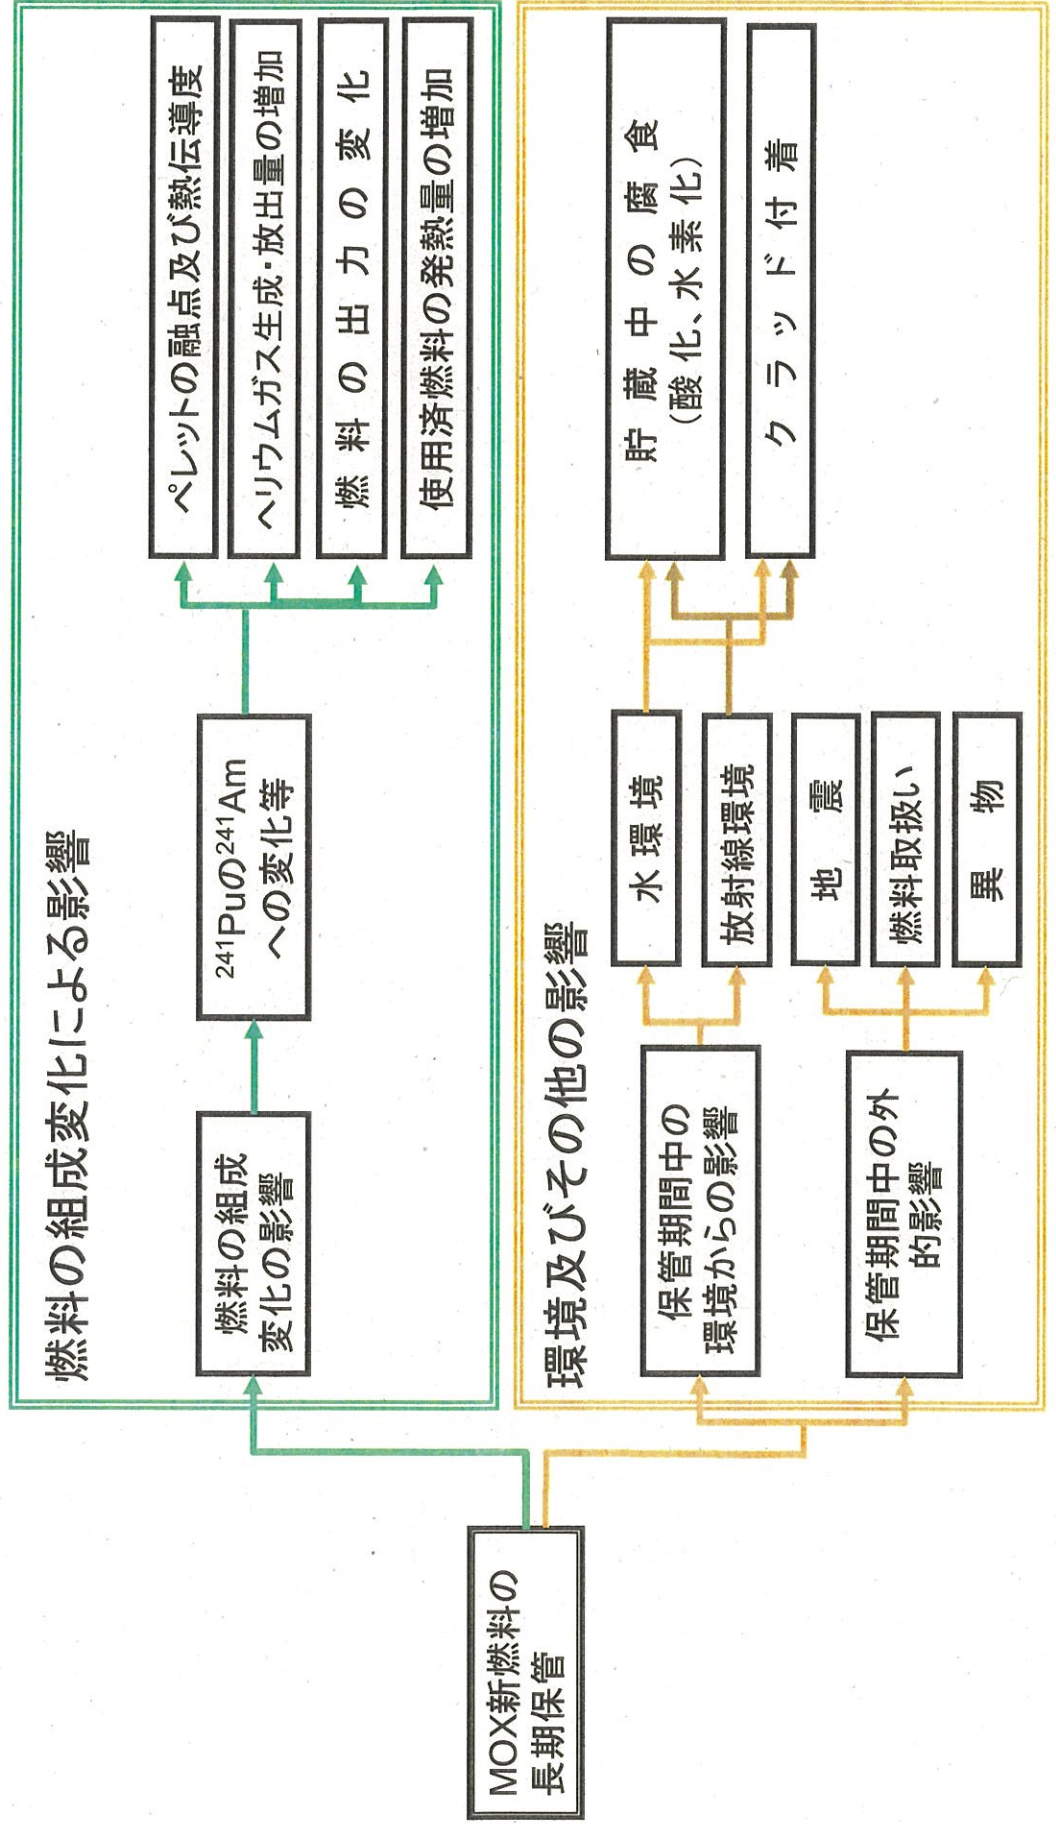 MOX新燃料の
長期保管
燃料の組成変化による影響
燃料の組成
変化の影響
²⁴¹Puの²⁴¹Am
への変化等
ペレットの融点及び熱伝導度
ヘリウムガス生成・放出量の増加
燃料の出力の変化
使用済燃料の発熱量の増加
環境及びその他の影響
保管期間中の
環境からの影響
水環境
放射線環境
貯蔵中の腐食
(酸化、水素化)
クラッド付着
保管期間中の外
的影響
地震
燃料取扱い
異物